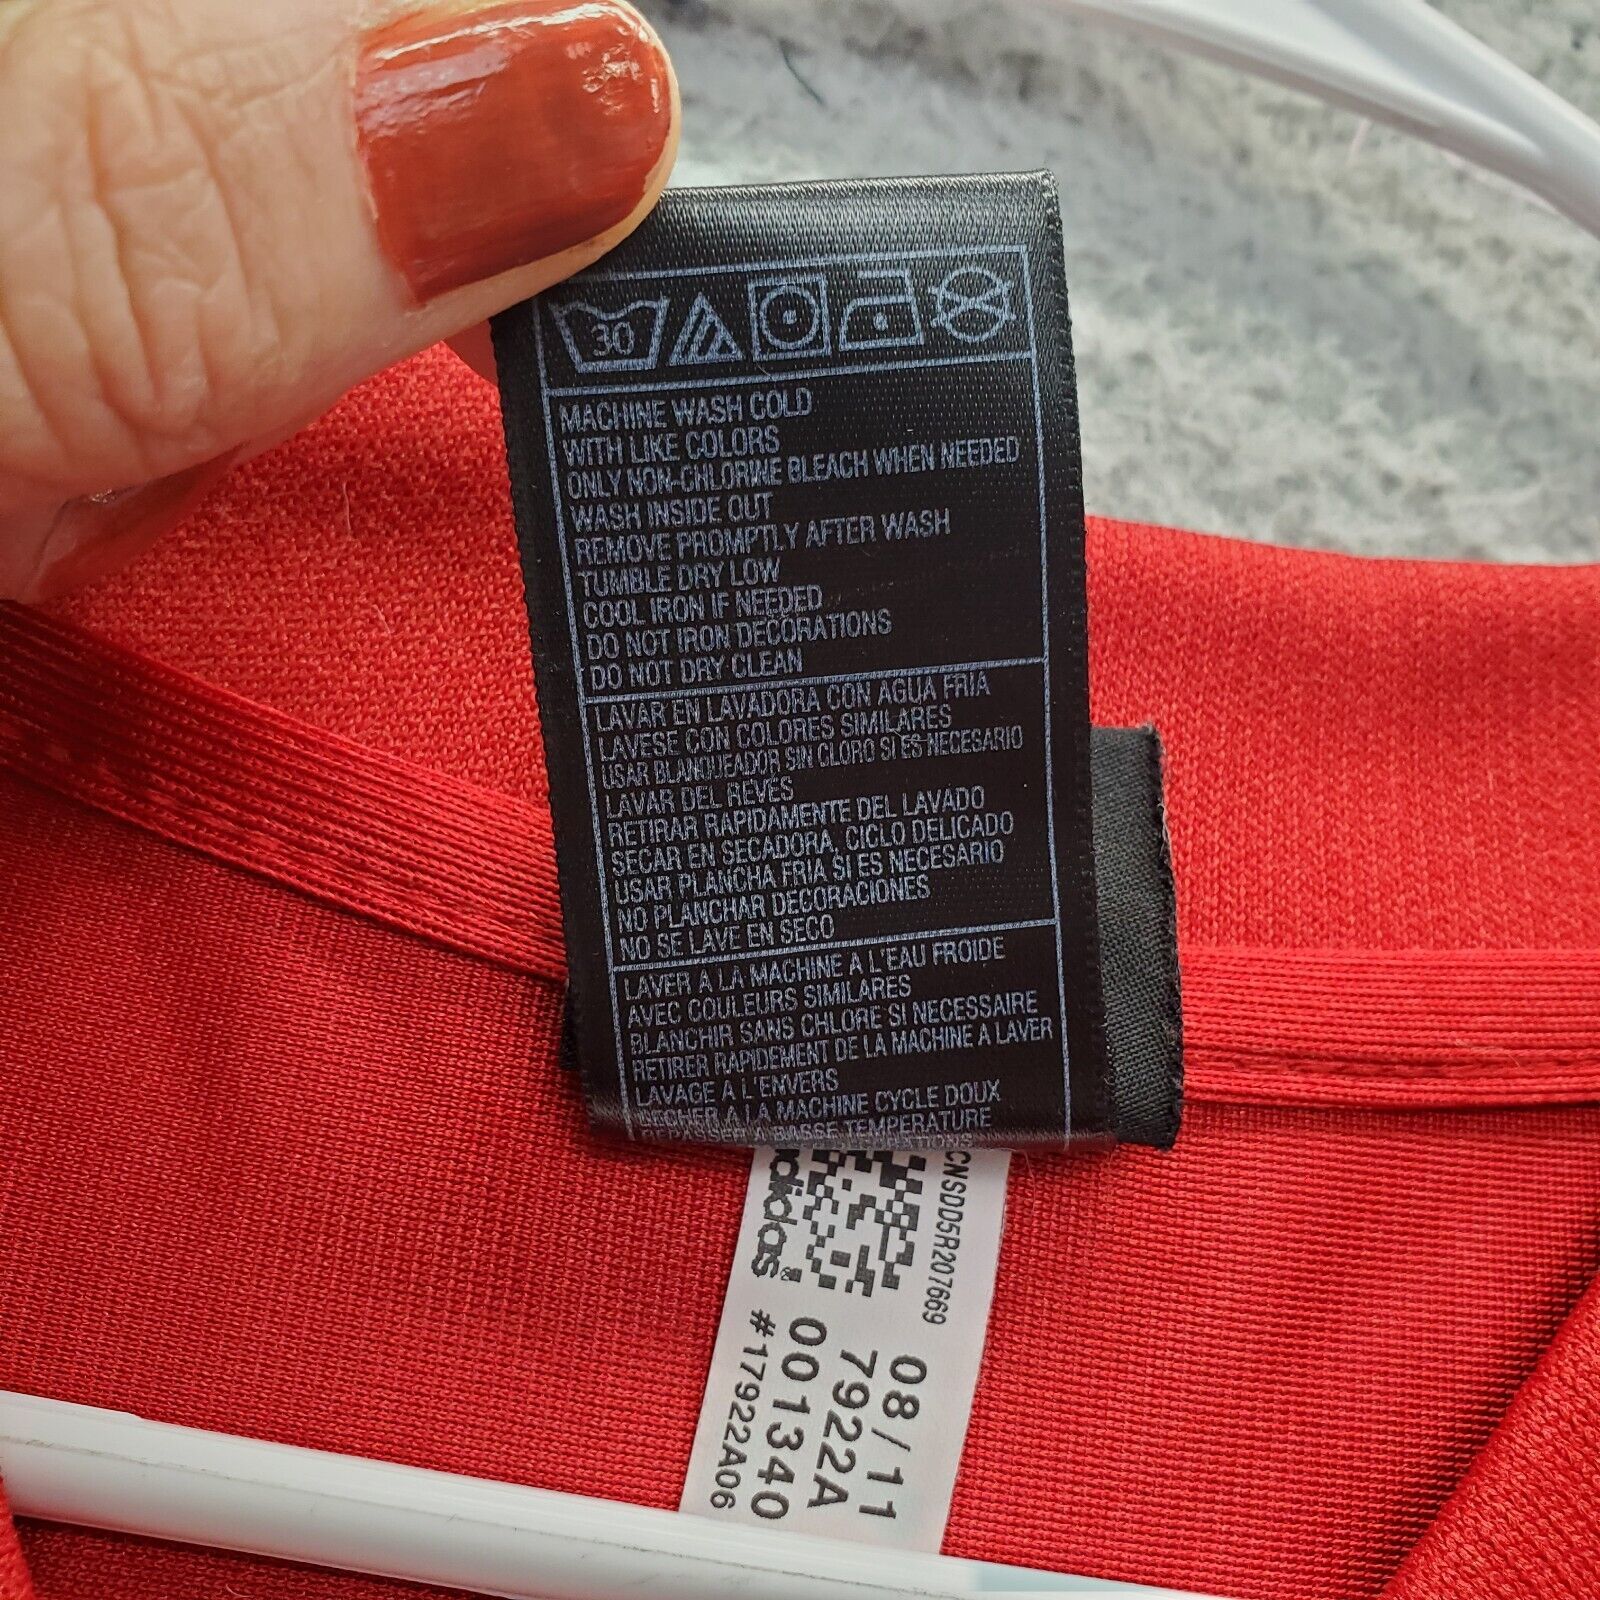 30
MACHINE WASH COLD
WITH LIKE COLORS
ONLY NON-CHLORINE BLEACH WHEN NEEDED
WASH INSIDE OUT
REMOVE PROMPTLY AFTER WASH
TUMBLE DRY LOW
COOL IRON IF NEEDED
DO NOT IRON DECORATIONS
DO NOT DRY CLEAN
LAVAR EN LAVADORA CON AGUA FRIA
LAVESE CON COLORES SIMILARES
USAR BLANQUEADOR SIN CLORO SI ES NECESARIO
LAVAR DEL REVES
RETIRAR RAPIDAMENTE DEL LAVADO
SECAR EN SECADORA, CICLO DELICADO
USAR PLANCHA FRIA SI ES NECESARIO
NO PLANCHAR DECORACIONES
NO SE LAVE EN SECO
LAVER A LA MACHINE A L'EAU FROIDE
AVEC COULEURS SIMILARES
BLANCHIR SANS CHLORE SI NECESSAIRE
RETIRER RAPIDEMENT DE LA MACHINE A LAVER
LAVAGE A L'ENVERS
SECHER A LA MACHINE CYCLE DOUX
REPASSER A BASSE TEMPERATURE
CNSDD5R207669
adidas
08/11
7922A
001340
#17922A06